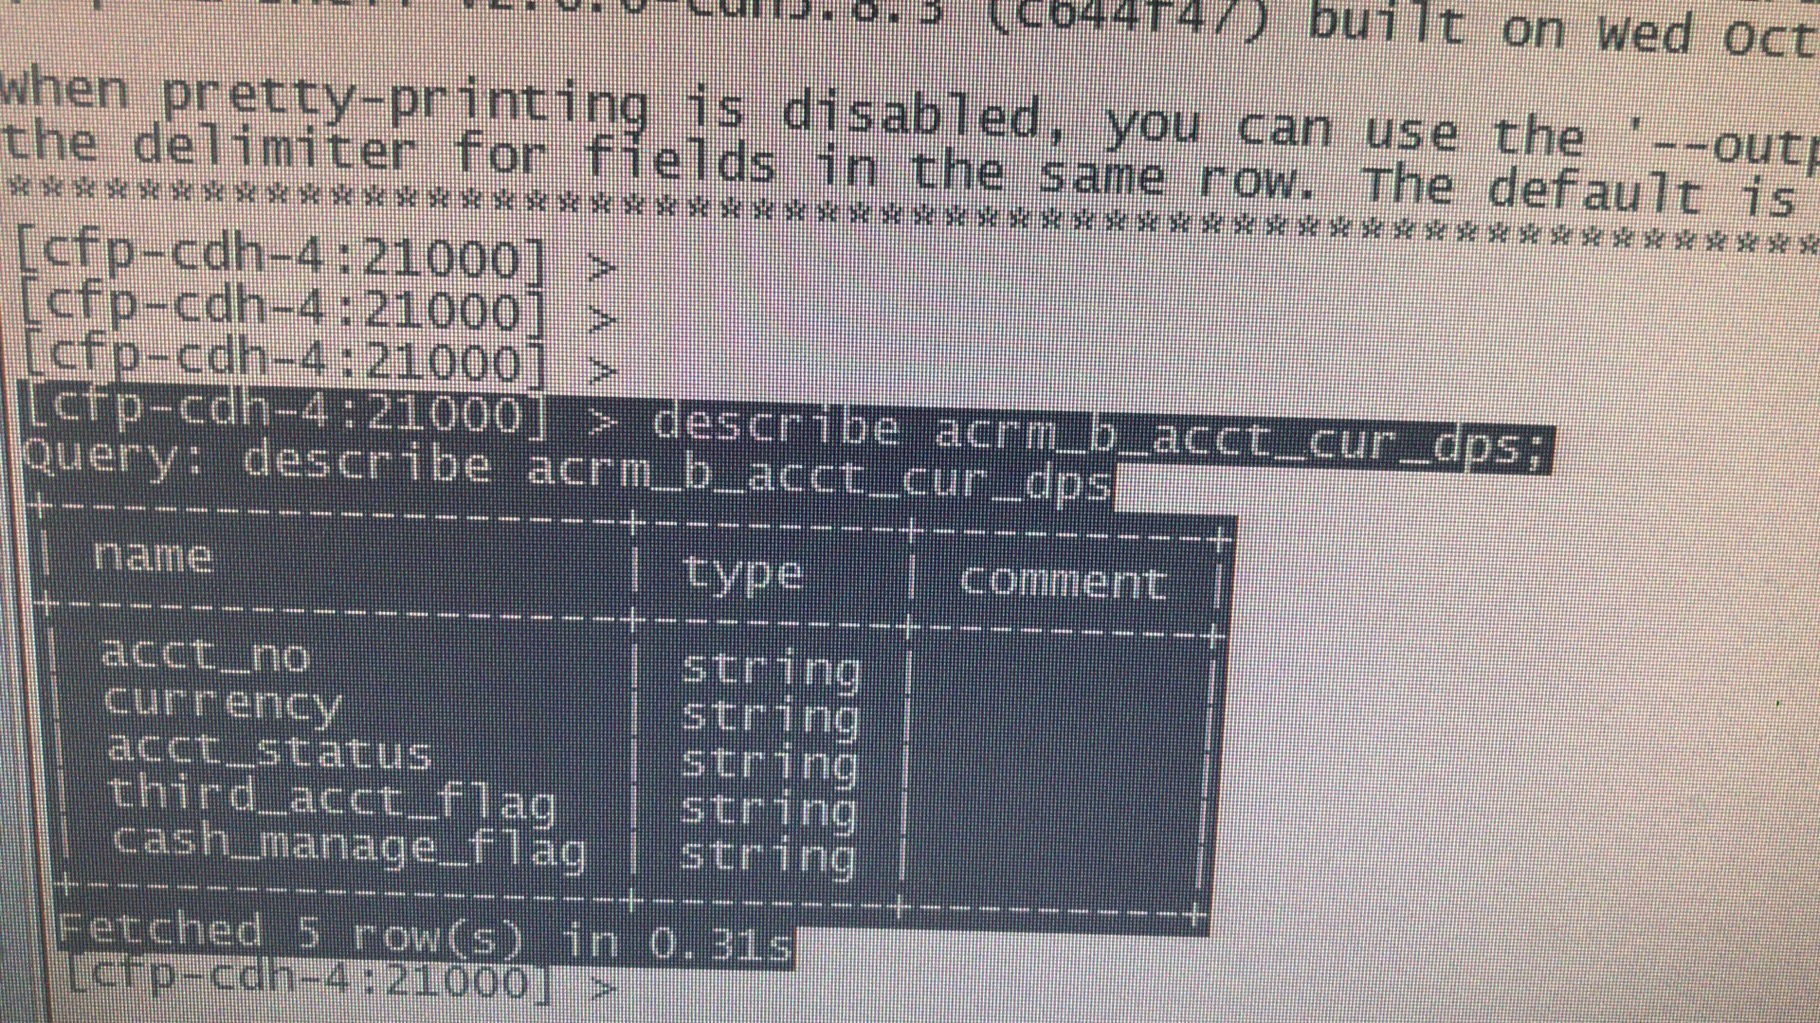 v2.6.0-cdh5.8.3 (c644f47) built on Wed Oct
When pretty-printing is disabled, you can use the '--outp
the delimiter for fields in the same row. The default is
*********************************************************
[cfp-cdh-4:21000] >
[cfp-cdh-4:21000] >
[cfp-cdh-4:21000] >
[cfp-cdh-4:21000] > describe acrm_b_acct_cur_dps;
Query: describe acrm_b_acct_cur_dps
+------------------+--------+---------+
| name | type | comment |
+------------------+--------+---------+
| acct_no | string | |
| currency | string | |
| acct_status | string | |
| third_acct_flag | string | |
| cash_manage_flag | string | |
+------------------+--------+---------+
Fetched 5 row(s) in 0.31s
[cfp-cdh-4:21000] >